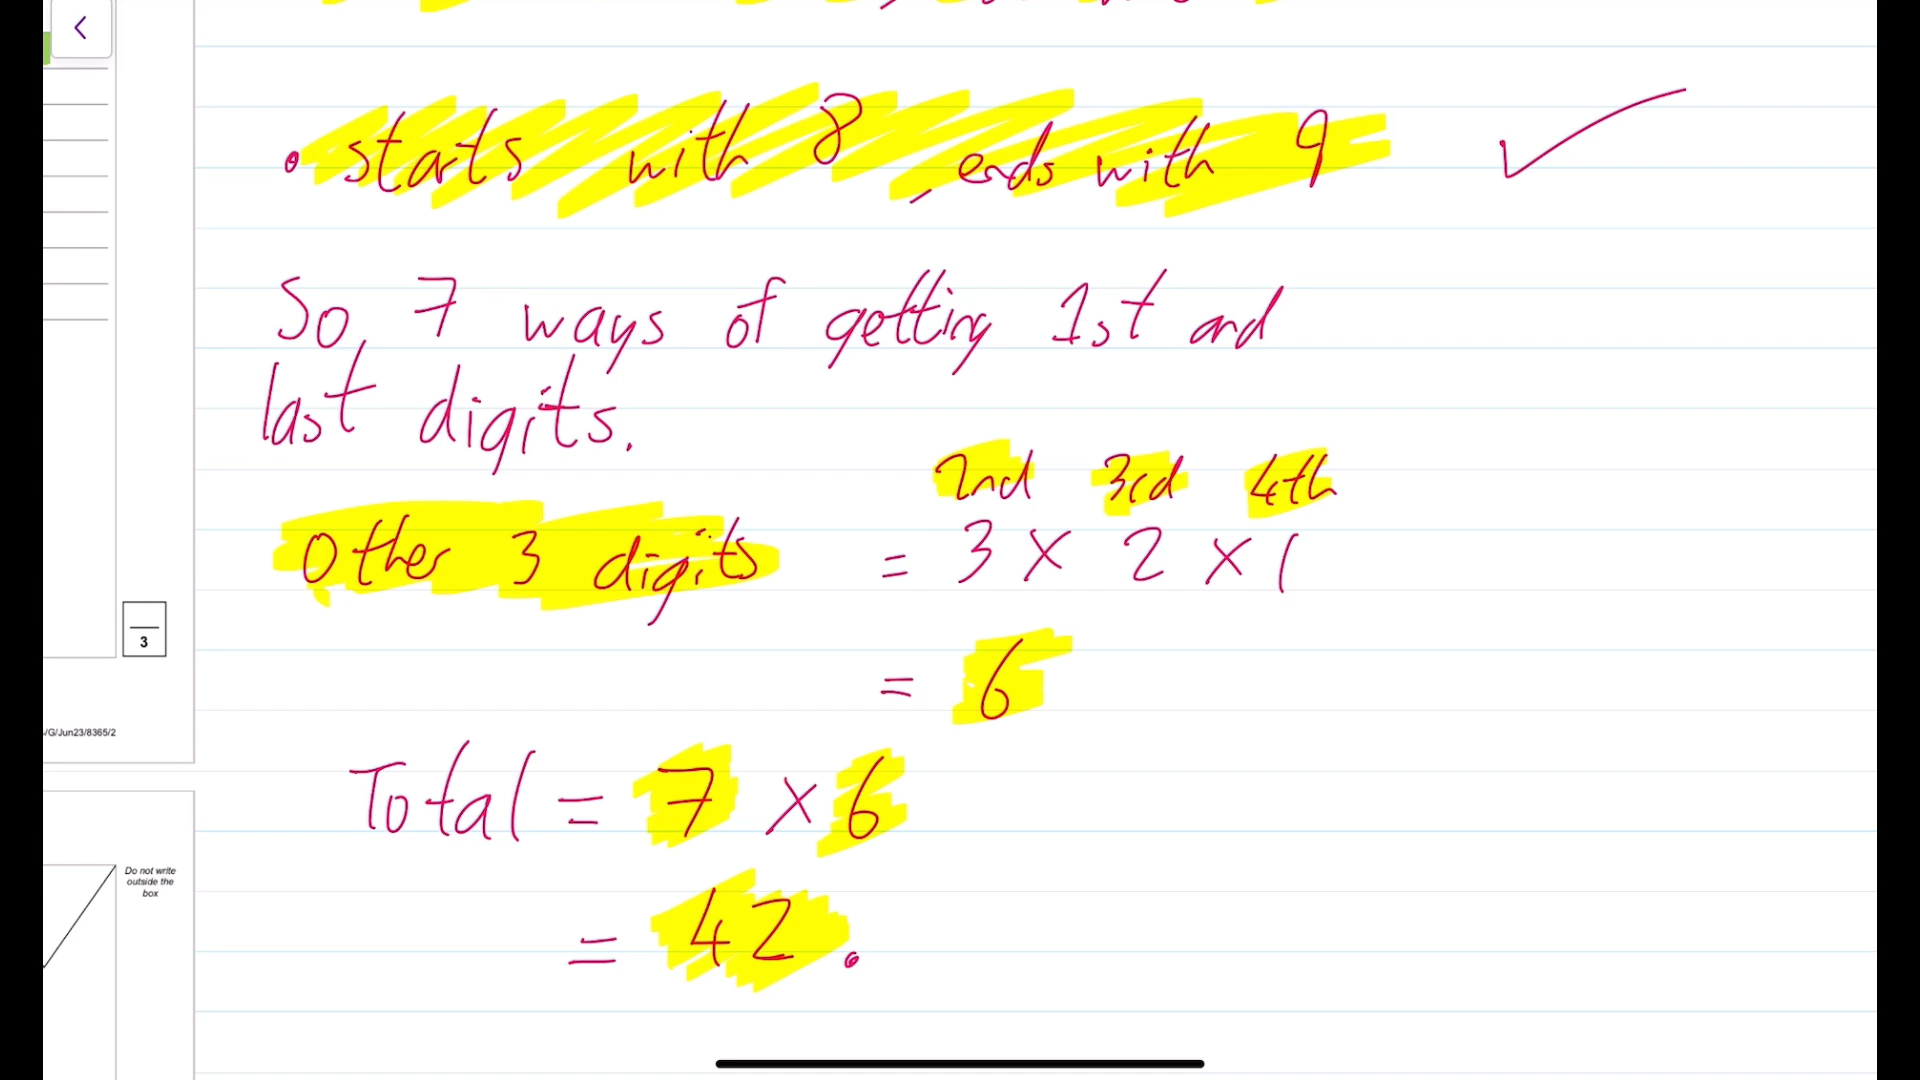 • starts with 8, ends with 9
So, 7 ways of getting 1st and
last digits.
2nd 3rd 4th
Other 3 digits = 3 x 2 x 1
= 6
Total = 7 x 6
= 42.
3
/G/Jun23/8365/2
Do not write
outside the
box